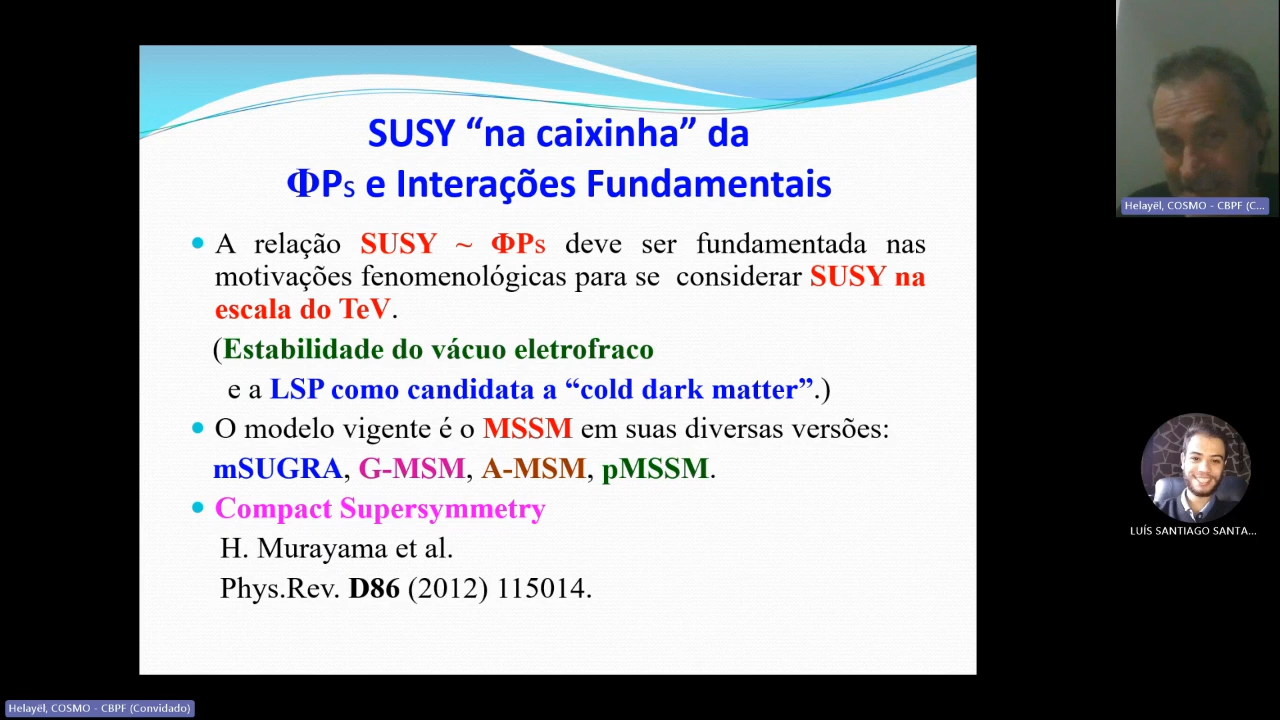 SUSY “na caixinha” da
ΦPs e Interações Fundamentais
A relação SUSY ~ ΦPs deve ser fundamentada nas
motivações fenomenológicas para se considerar SUSY na
escala do TeV.
(Estabilidade do vácuo eletrofraco
e a LSP como candidata a “cold dark matter”.)
O modelo vigente é o MSSM em suas diversas versões:
mSUGRA, G-MSM, A-MSM, pMSSM.
Compact Supersymmetry
H. Murayama et al.
Phys.Rev. D86 (2012) 115014.
Helayël, COSMO - CBPF (C...
LUÍS SANTIAGO SANTA...
Helayël, COSMO - CBPF (Convidado)